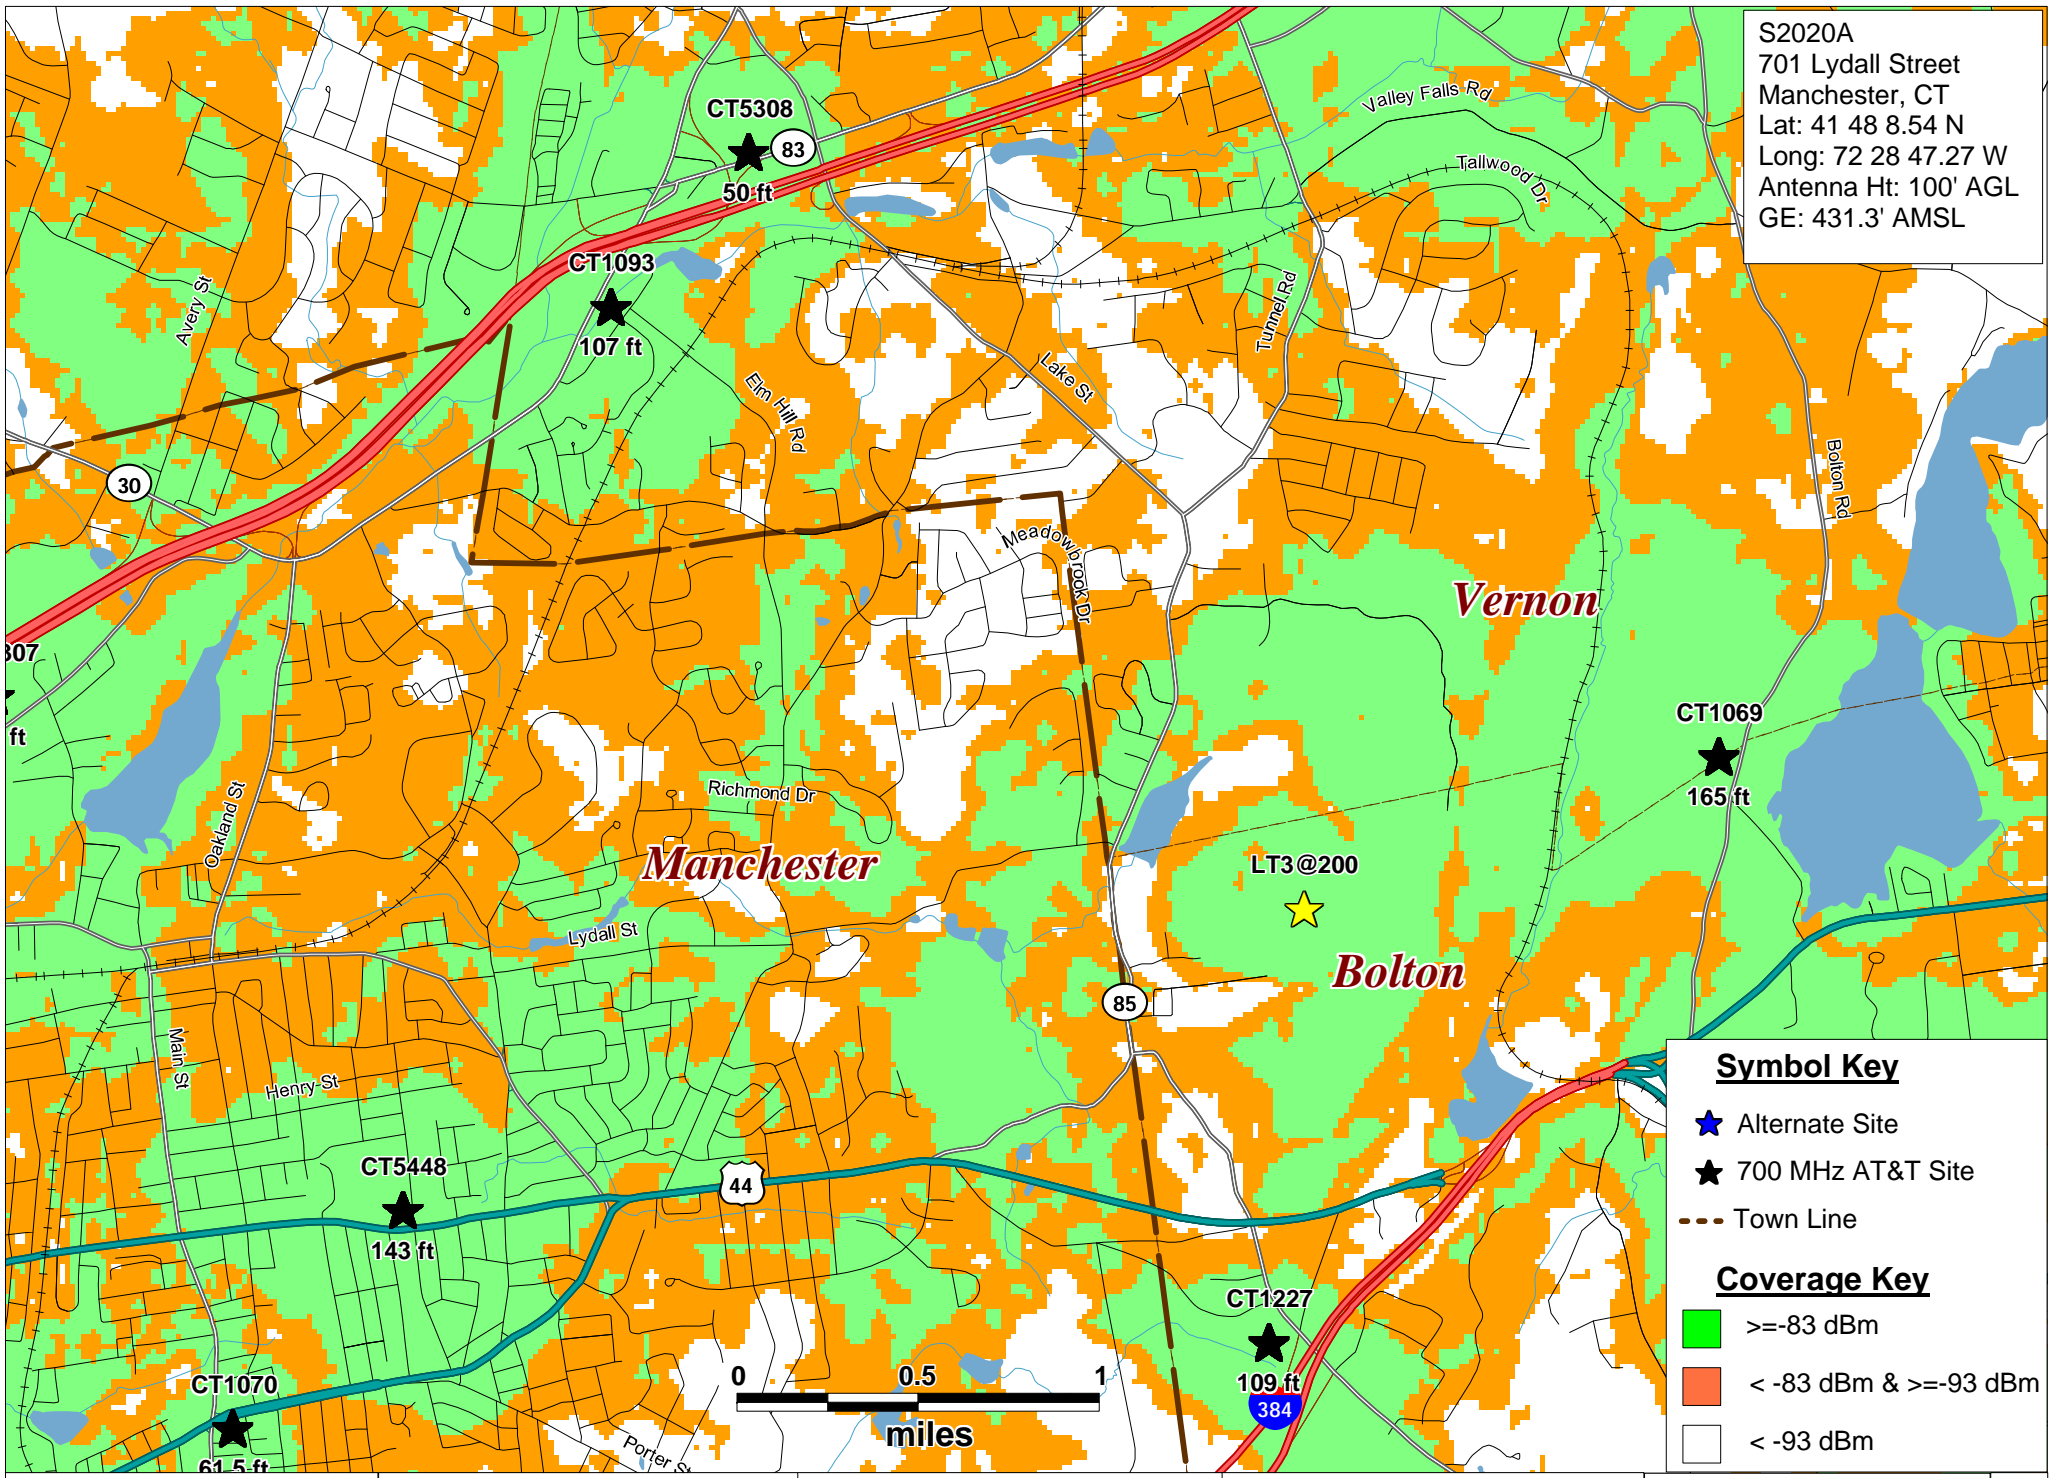 S2020A
701 Lydall Street
Manchester, CT
Lat: 41 48 8.54 N
Long: 72 28 47.27 W
Antenna Ht: 100' AGL
GE: 431.3' AMSL
Valley Falls Rd
CT5308
83
50 ft
Tallwood Dr
CT1093
107 ft
Avery St
Tunnel Rd
Lake St
Elm Hill Rd
30
Bolton Rd
Meadowbrook Dr
Vernon
307
ft
CT1069
165 ft
Richmond Dr
Oakland St
Manchester
LT3@200
Lydall St
Bolton
85
Main St
Henry St
CT5448
143 ft
44
CT1227
109 ft
384
CT1070
61.5 ft
Porter St
0 0.5 1
miles
Symbol Key
Alternate Site
700 MHz AT&T Site
Town Line
Coverage Key
>=-83 dBm
< -83 dBm & >=-93 dBm
< -93 dBm